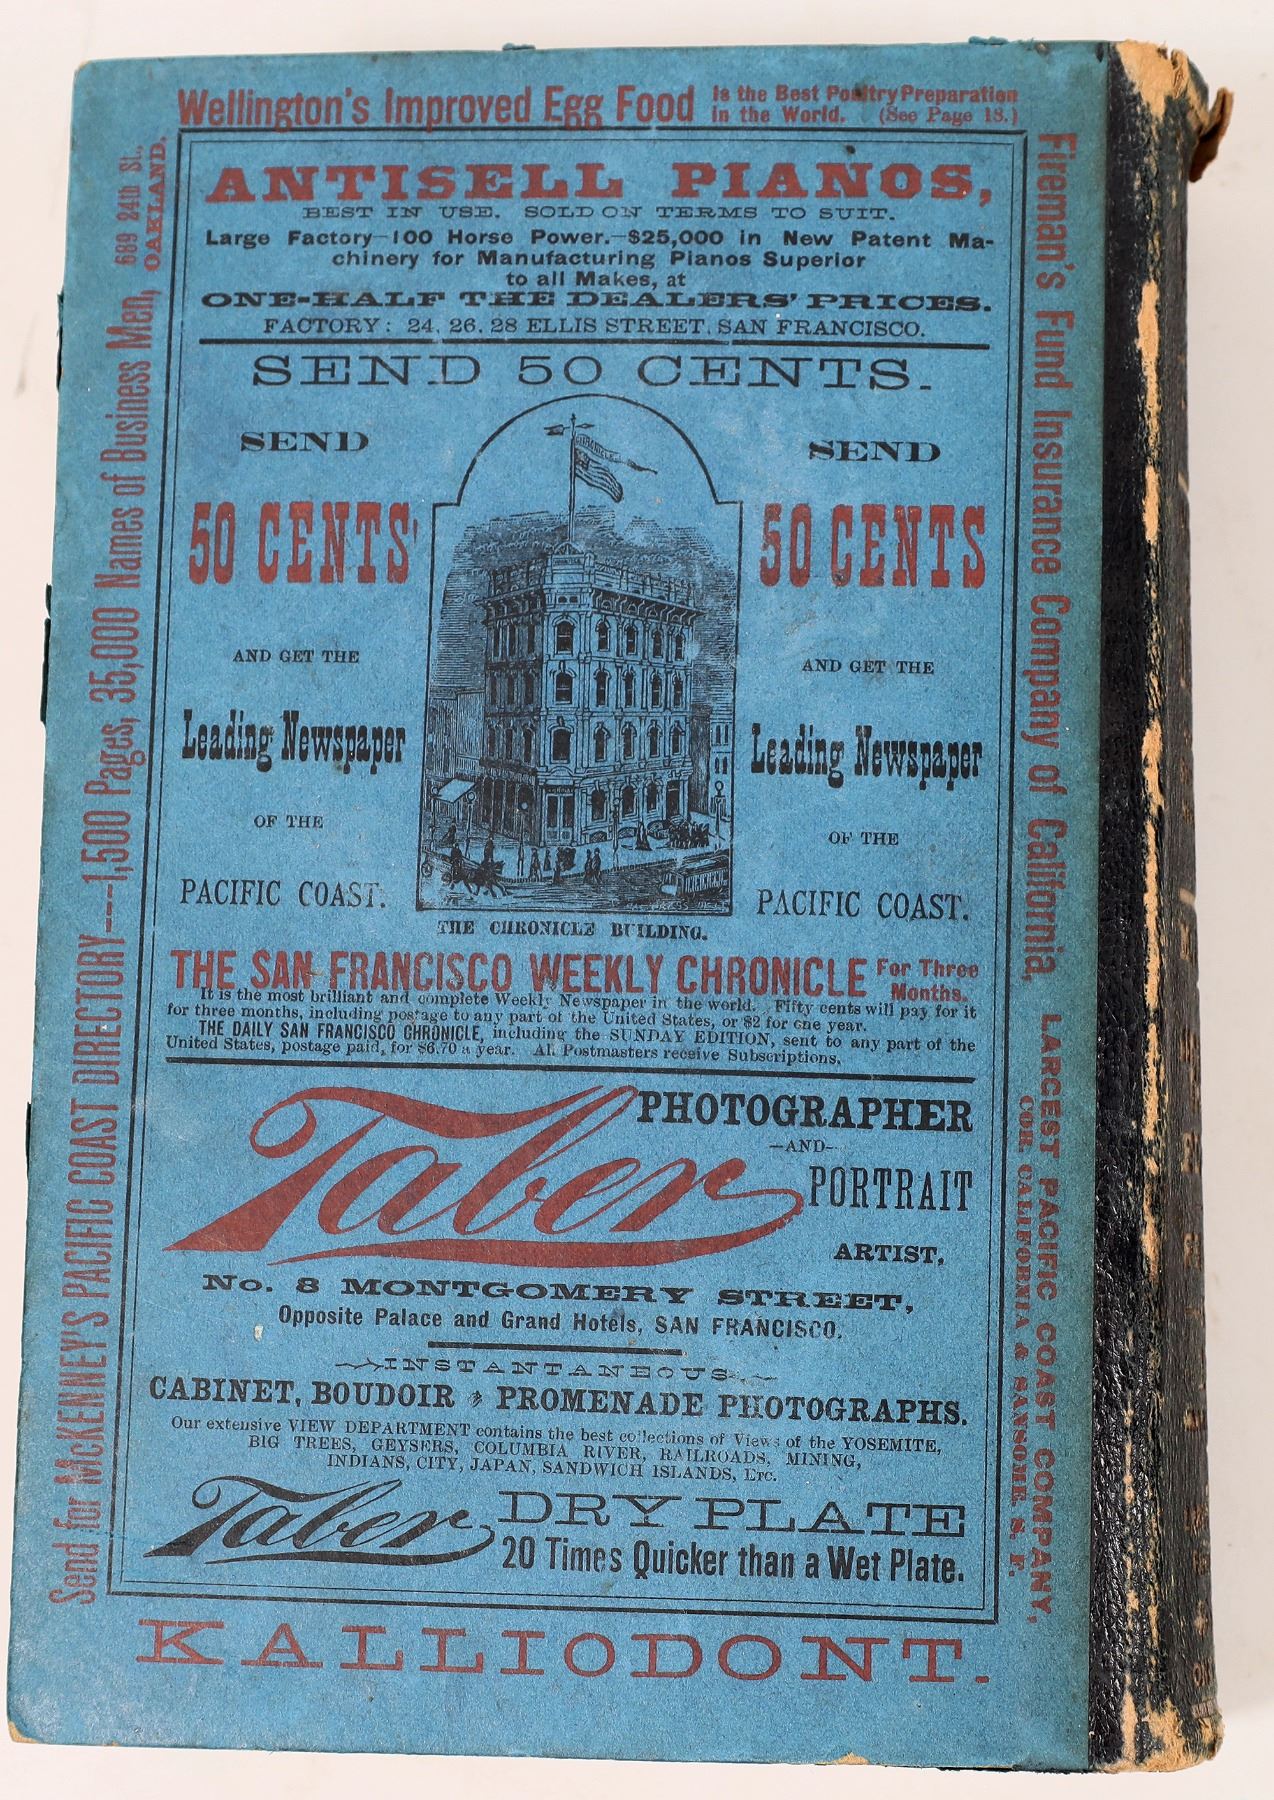 Wellington's Improved Egg Food Is the Best Poultry Preparation
in the World. (See Page 18.)
ANTISELL PIANOS,
BEST IN USE. SOLD ON TERMS TO SUIT.
Large Factory—100 Horse Power.—$25,000 in New Patent Ma-
chinery for Manufacturing Pianos Superior
to all Makes, at
ONE-HALF THE DEALERS' PRICES.
FACTORY: 24, 26, 28 ELLIS STREET, SAN FRANCISCO.
SEND 50 CENTS.
SEND
50 CENTS
AND GET THE
Leading Newspaper
OF THE
PACIFIC COAST.
CHRONICLE
SEND
50 CENTS
AND GET THE
Leading Newspaper
OF THE
PACIFIC COAST.
THE CHRONICLE BUILDING.
THE SAN FRANCISCO WEEKLY CHRONICLE For Three
Months.
It is the most brilliant and complete Weekly Newspaper in the world. Fifty cents will pay for it
for three months, including postage to any part of the United States, or $2 for one year.
THE DAILY SAN FRANCISCO CHRONICLE, including the SUNDAY EDITION, sent to any part of the
United States, postage paid, for $6.70 a year. All Postmasters receive Subscriptions.
Taber PHOTOGRAPHER
—AND—
PORTRAIT
ARTIST,
No. 8 MONTGOMERY STREET,
Opposite Palace and Grand Hotels, SAN FRANCISCO.
INSTANTANEOUS
CABINET, BOUDOIR & PROMENADE PHOTOGRAPHS.
Our extensive VIEW DEPARTMENT contains the best collections of Views of the YOSEMITE,
BIG TREES, GEYSERS, COLUMBIA RIVER, RAILROADS, MINING,
INDIANS, CITY, JAPAN, SANDWICH ISLANDS, Etc.
Taber DRY PLATE
20 Times Quicker than a Wet Plate.
KALLIODONT.
Send for McKENNEY'S PACIFIC COAST DIRECTORY---1,500 Pages, 35,000 Names of Business Men, 689 24th St.,
OAKLAND.
Fireman's Fund Insurance Company of California, LARGEST PACIFIC COAST COMPANY,
COR. CALIFORNIA & SANSOME, S. F.